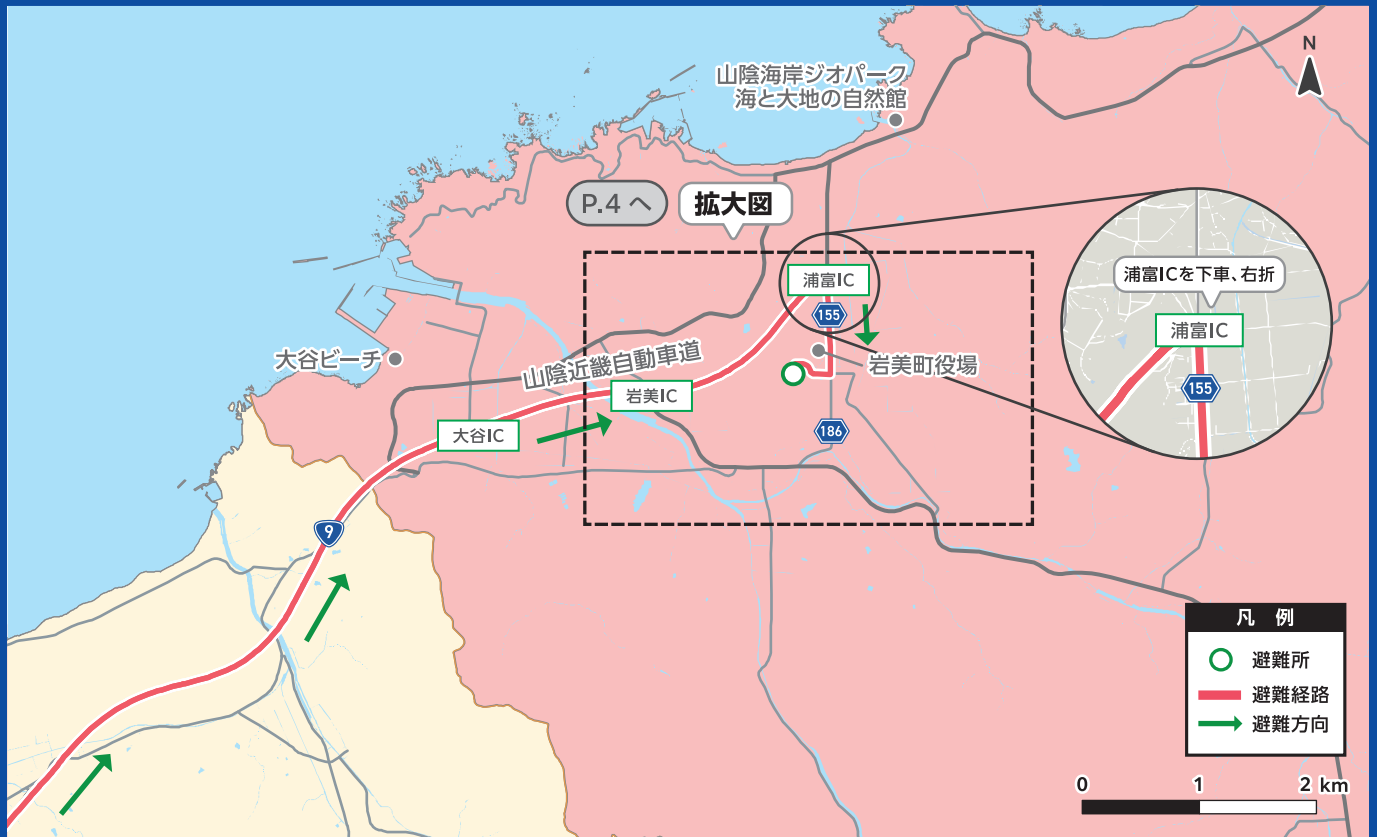 N
山陰海岸ジオパーク
海と大地の自然館
P.4 へ
拡大図
浦富IC
155
浦富ICを下車、右折
浦富IC
155
大谷ビーチ
山陰近畿自動車道
岩美町役場
岩美IC
大谷IC
186
9
凡 例
避難所
避難経路
避難方向
0 1 2 km